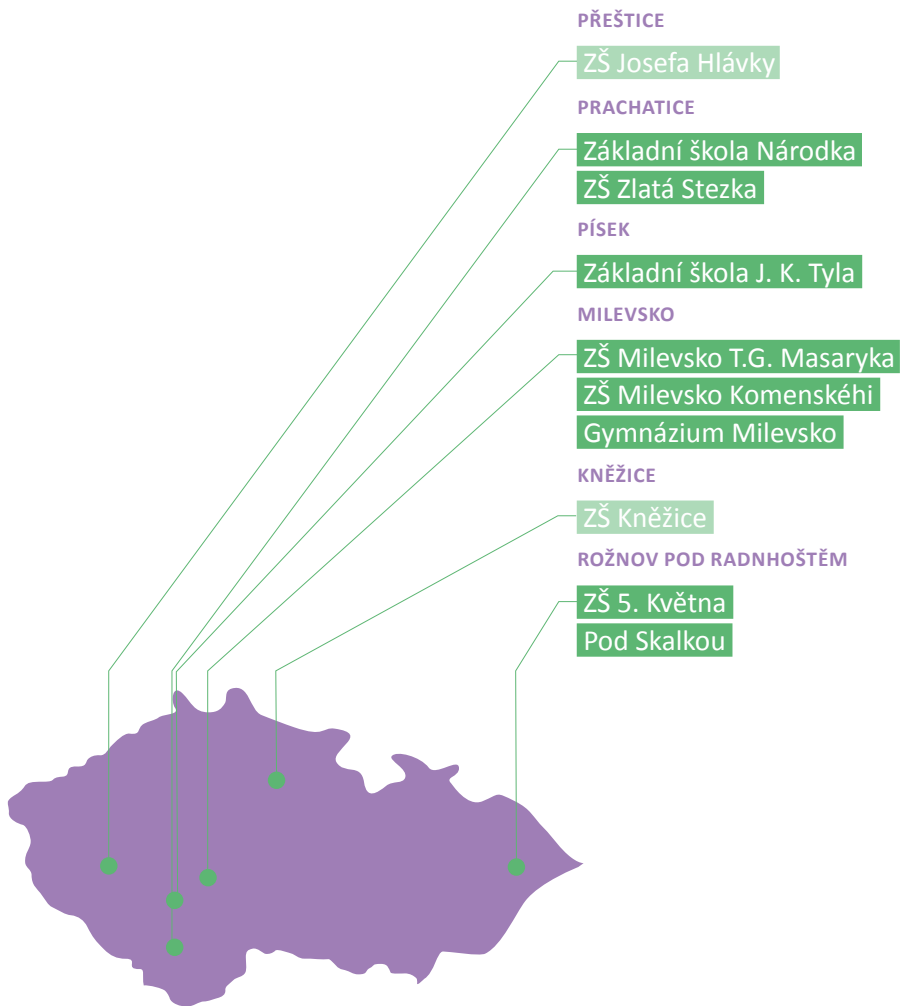 PŘEŠTICE
ZŠ Josefa Hlávky
PRACHATICE
Základní škola Národka
ZŠ Zlatá Stezka
PÍSEK
Základní škola J. K. Tyla
MILEVSKO
ZŠ Milevsko T.G. Masaryka
ZŠ Milevsko Komenskéhi
Gymnázium Milevsko
KNĚŽICE
ZŠ Kněžice
ROŽNOV POD RADNHOŠTĚM
ZŠ 5. Května
Pod Skalkou